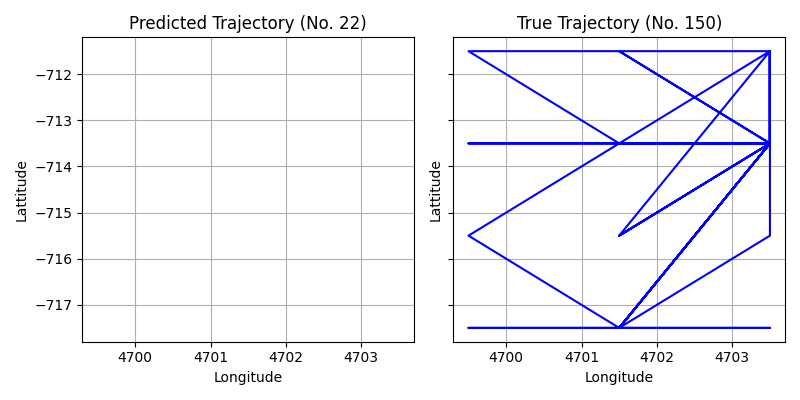 Predicted Trajectory (No. 22)
True Trajectory (No. 150)
−712
−713
−714
−715
−716
−717
Lattitude
4700
4701
4702
4703
Longitude
Lattitude
4700
4701
4702
4703
Longitude